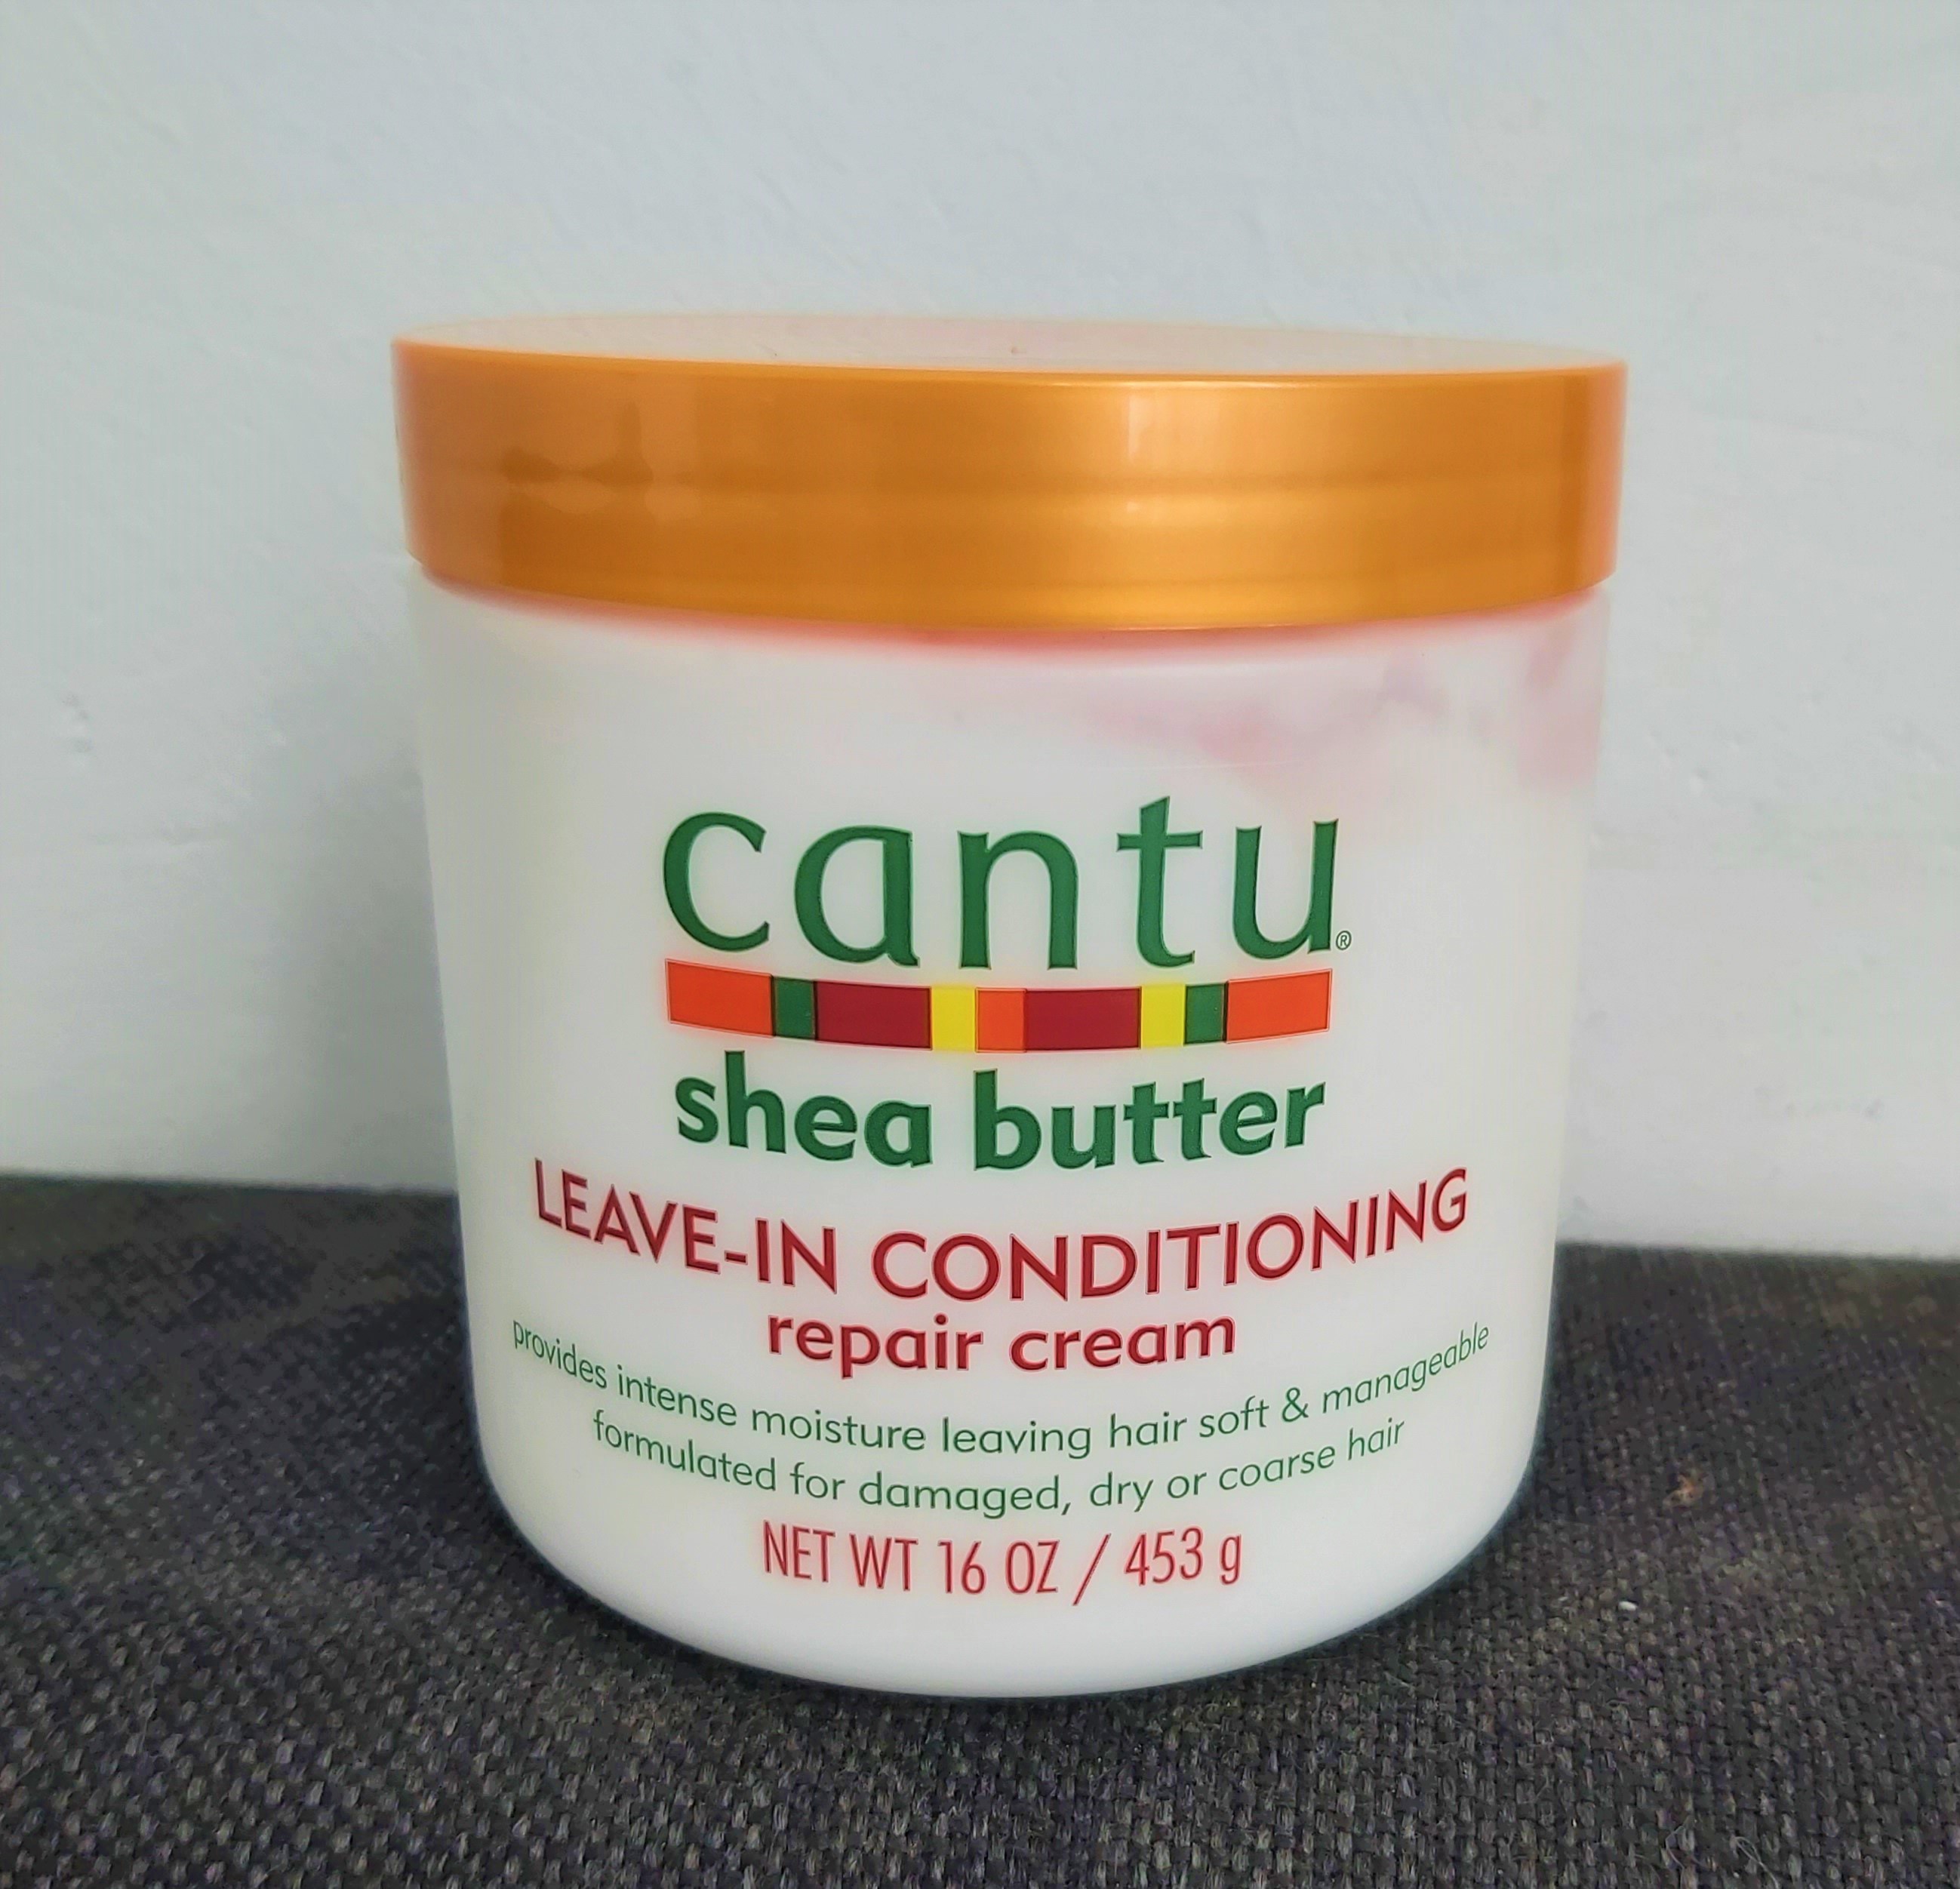 cantu®
shea butter
LEAVE-IN CONDITIONING
repair cream
provides intense moisture leaving hair soft & manageable
formulated for damaged, dry or coarse hair
NET WT 16 OZ / 453 g